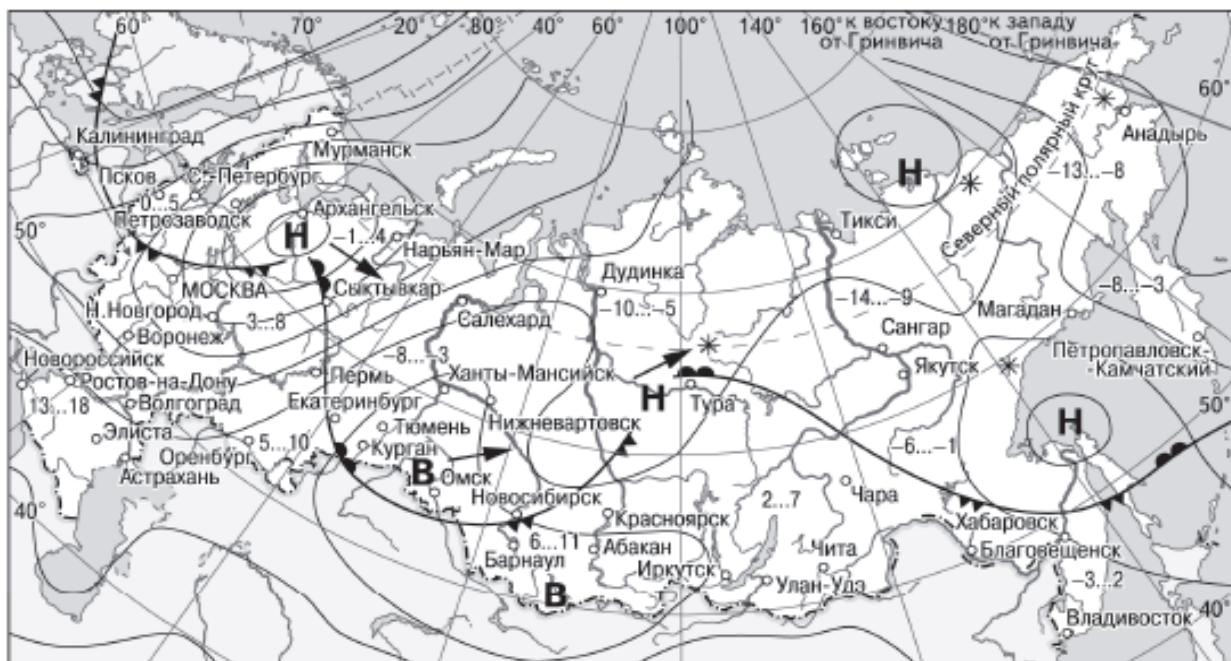 60°
70°
20°
80°
40°
60°
100°
140°
160°
к востоку
от Гринвича
180°
к западу
от Гринвича
60°
Северный полярный круг
Анадырь
Калининград
Мурманск
Псков
С.-Петербург
Н
−13...−8
−0...5
Петрозаводск
Архангельск
50°
Н
−1...4
Тикси
Нарьян-Мар
Дудинка
МОСКВА
Сыктывкар
−10...−5
−14...−9
−8...−3
Н.Новгород
3...8
Салехард
Магадан
Сангар
Воронеж
Новороссийск
−8...−3
Петропавловск-
-Камчатский
Ростов-на-Дону
Пермь
Ханты-Мансийск
Якутск
13...18
Волгоград
Екатеринбург
Н
Тура
50°
Элиста
Тюмень
Нижневартовск
Н
5...10
Оренбург
Курган
−6...−1
Астрахань
В
Омск
Чара
40°
Новосибирск
2...7
Красноярск
Хабаровск
6...11
Барнаул
Абакан
Чита
Благовещенск
Иркутск
Улан-Удэ
−3...2
В
40°
Владивосток